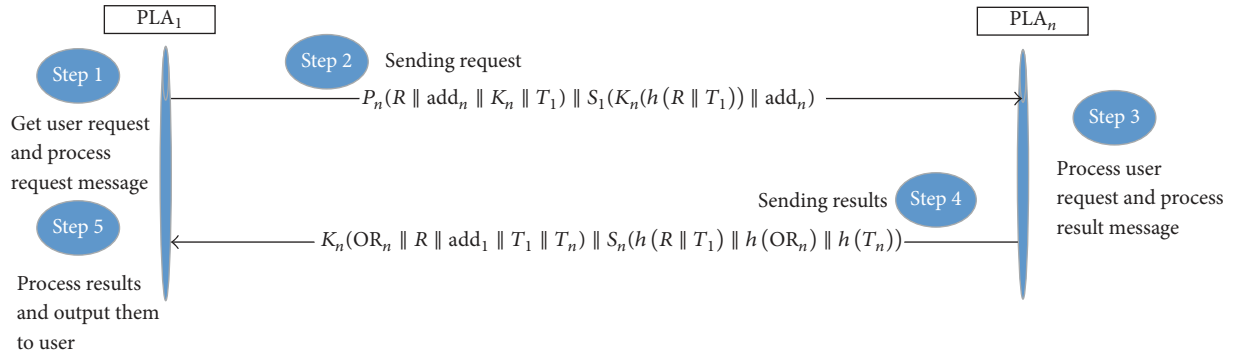 PLA₁
PLAₙ
Step 1
Step 2
Sending request
Pₙ(R ‖ addₙ ‖ Kₙ ‖ T₁) ‖ S₁(Kₙ(h(R ‖ T₁)) ‖ addₙ)
Get user request
and process
request message
Step 3
Process user
request and process
result message
Sending results
Step 4
Kₙ(ORₙ ‖ R ‖ add₁ ‖ T₁ ‖ Tₙ) ‖ Sₙ(h(R ‖ T₁) ‖ h(ORₙ) ‖ h(Tₙ))
Step 5
Process results
and output them
to user